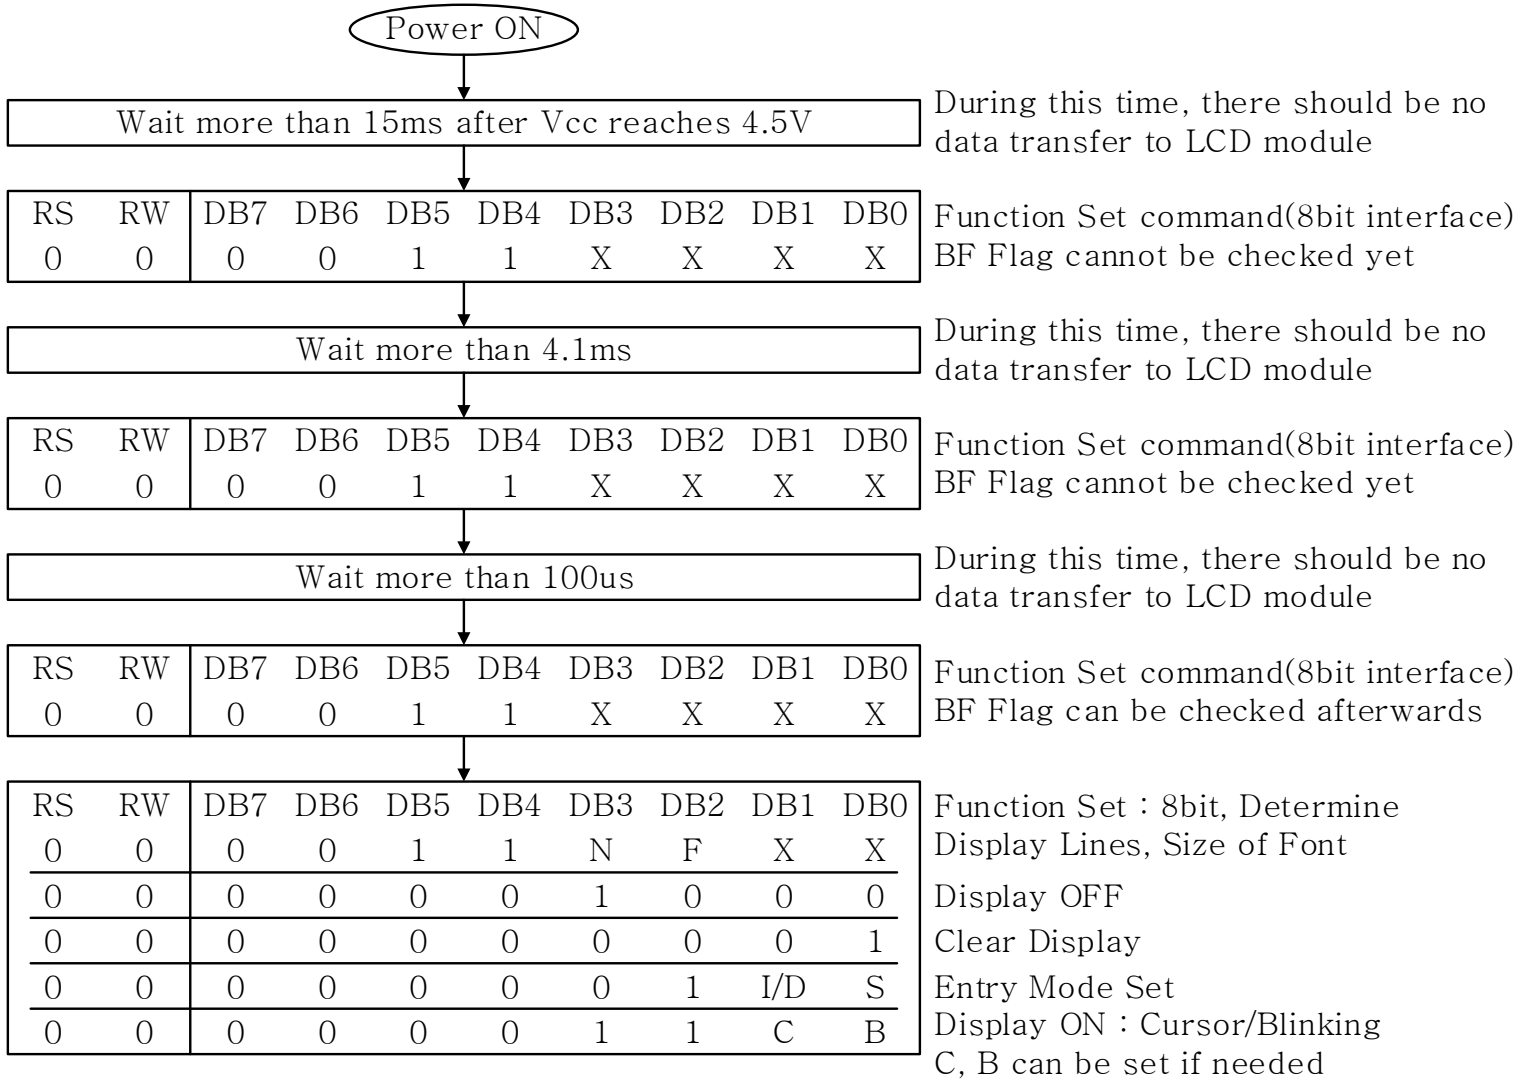 Power ON
Wait more than 15ms after Vcc reaches 4.5V
During this time, there should be no
data transfer to LCD module
RS RW DB7 DB6 DB5 DB4 DB3 DB2 DB1 DB0
0 0 0 0 1 1 X X X X
Function Set command(8bit interface)
BF Flag cannot be checked yet
Wait more than 4.1ms
During this time, there should be no
data transfer to LCD module
RS RW DB7 DB6 DB5 DB4 DB3 DB2 DB1 DB0
0 0 0 0 1 1 X X X X
Function Set command(8bit interface)
BF Flag cannot be checked yet
Wait more than 100us
During this time, there should be no
data transfer to LCD module
RS RW DB7 DB6 DB5 DB4 DB3 DB2 DB1 DB0
0 0 0 0 1 1 X X X X
Function Set command(8bit interface)
BF Flag can be checked afterwards
RS RW DB7 DB6 DB5 DB4 DB3 DB2 DB1 DB0
0 0 0 0 1 1 N F X X
Function Set : 8bit, Determine
Display Lines, Size of Font
0 0 0 0 0 0 1 0 0 0
Display OFF
0 0 0 0 0 0 0 0 0 1
Clear Display
0 0 0 0 0 0 0 1 I/D S
Entry Mode Set
0 0 0 0 0 0 1 1 C B
Display ON : Cursor/Blinking
C, B can be set if needed